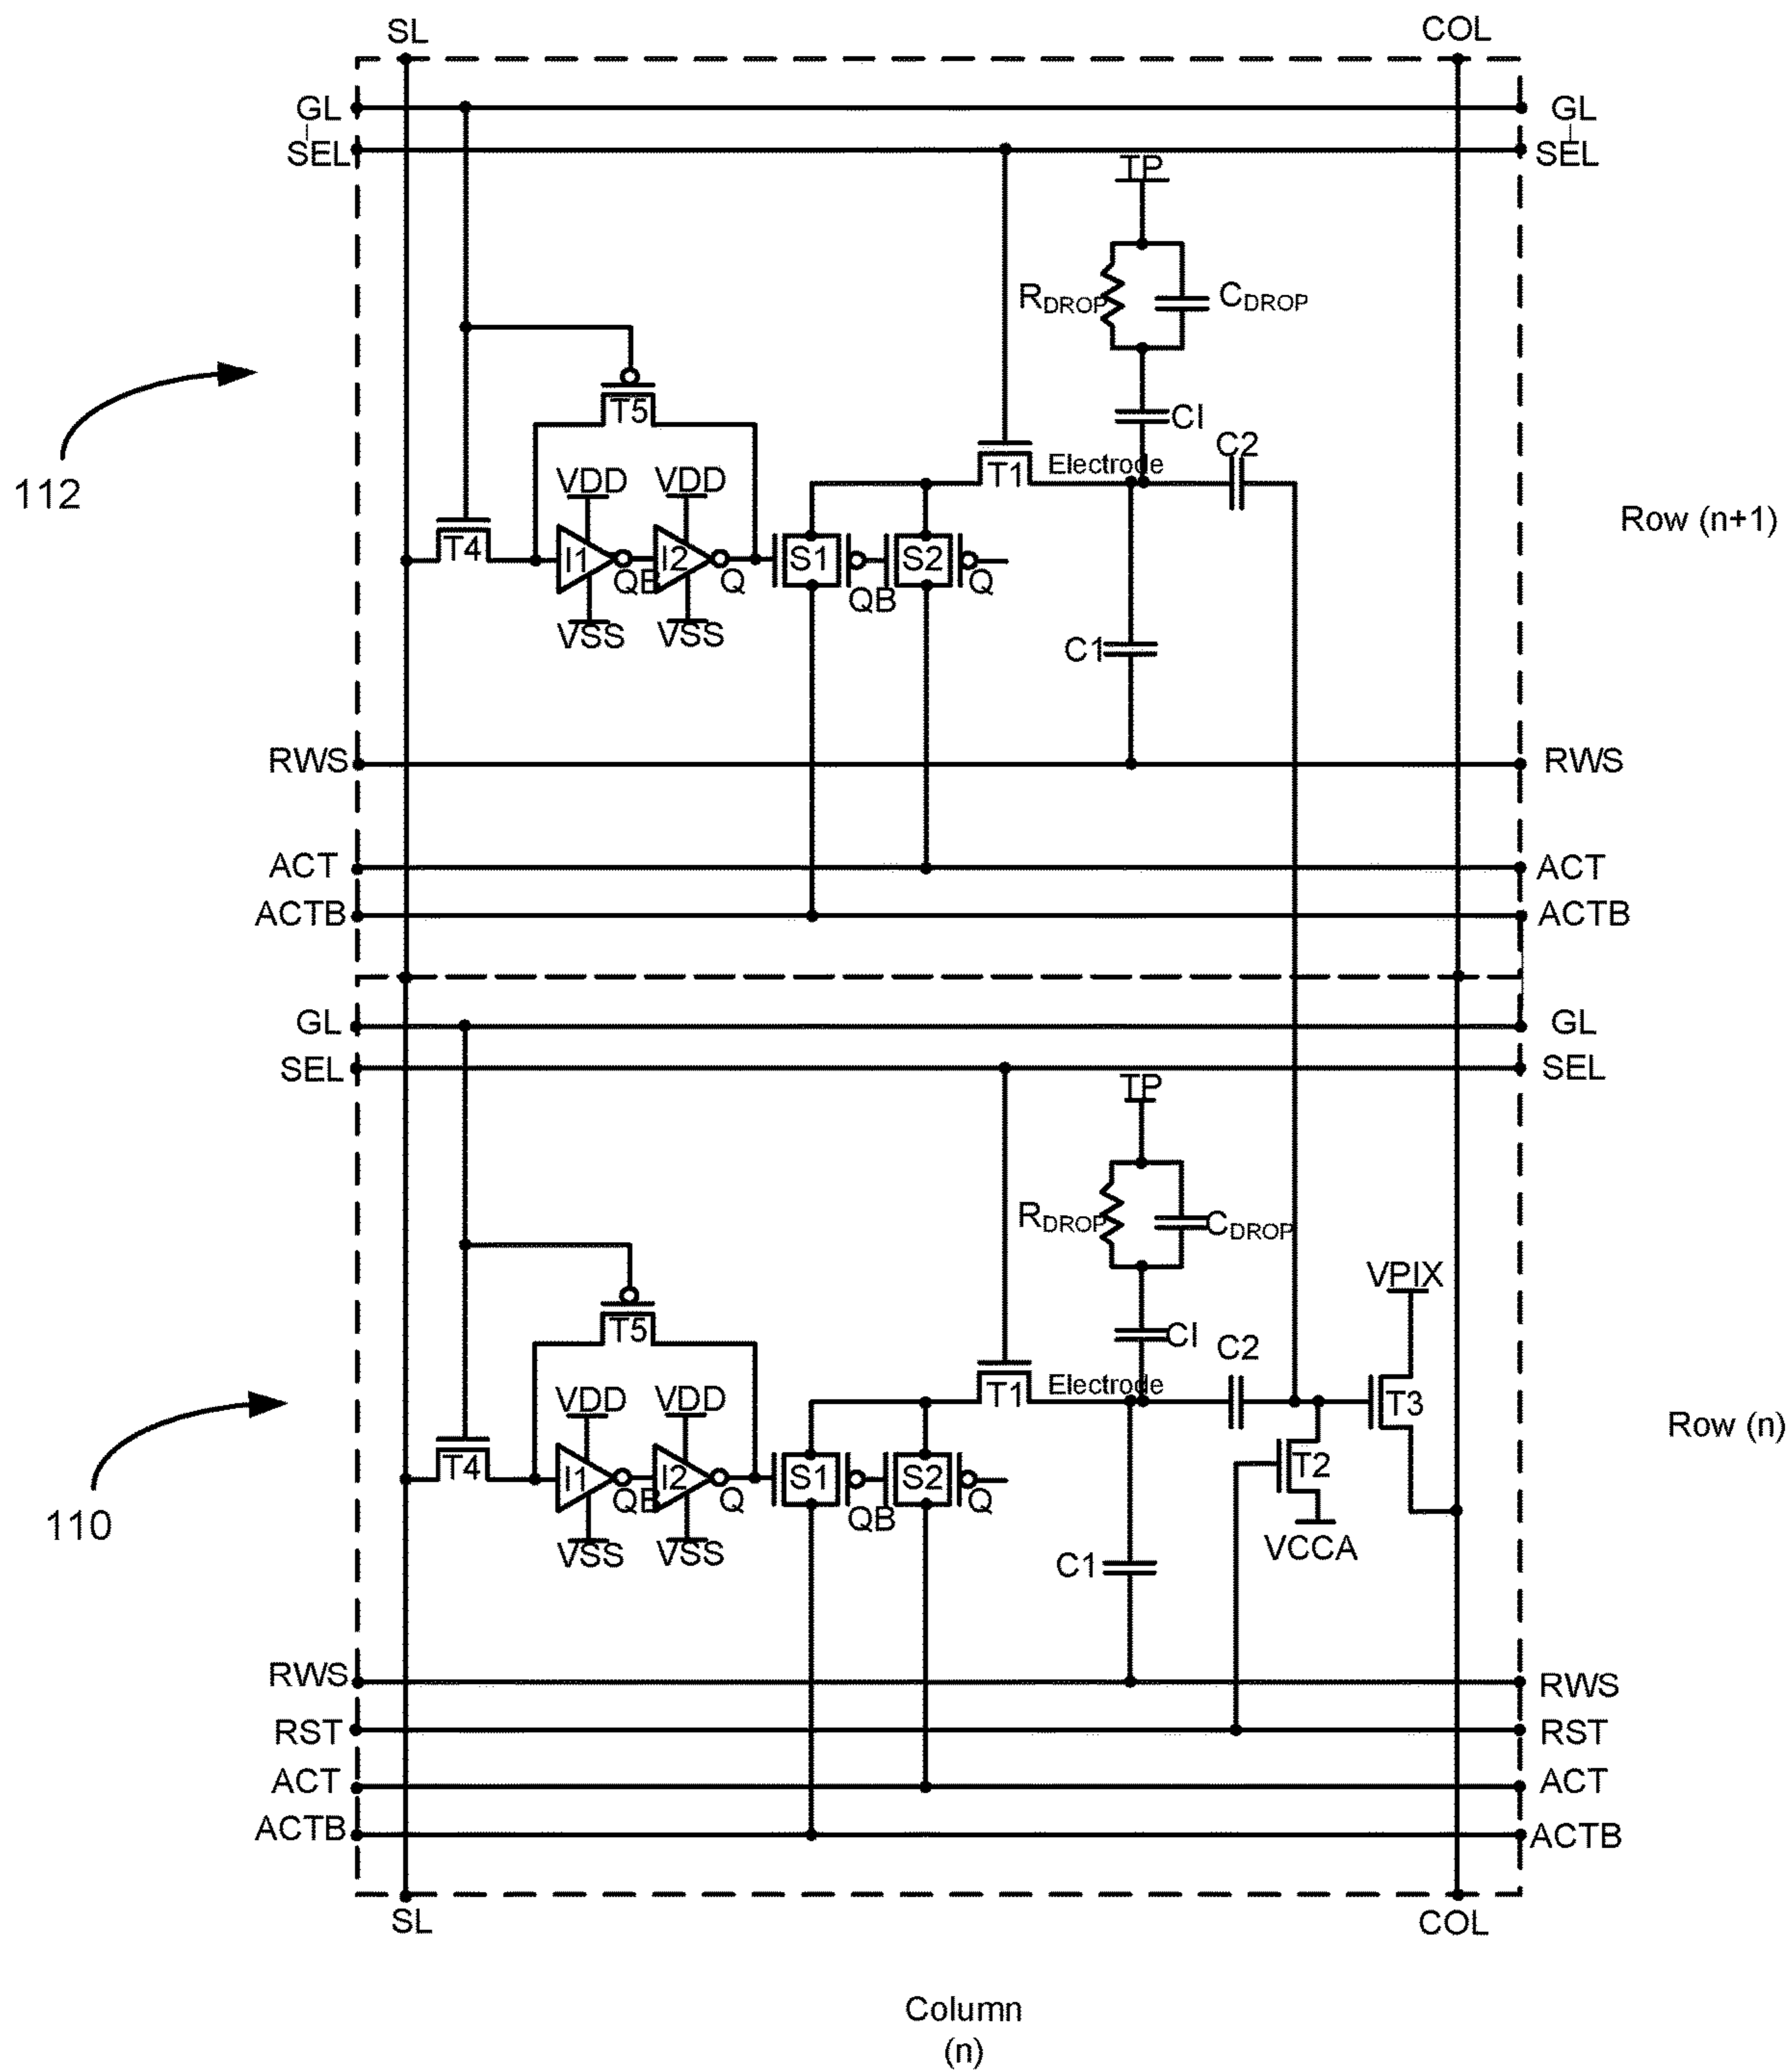 SL COL
GL GL
SEL SEL
TP
RDROP CDROP
T5 CI
C2
112 VDD VDD T1 Electrode
Row (n+1)
T4 I1 QB I2 Q S1 QB S2 Q
VSS VSS
C1
RWS RWS
ACT ACT
ACTB ACTB
GL GL
SEL SEL
TP
RDROP CDROP
VPIX
T5 CI C2
VDD VDD T1 Electrode T3
Row (n)
T4 I1 QB I2 Q S1 QB S2 Q T2
110
VSS VSS VCCA
C1
RWS RWS
RST RST
ACT ACT
ACTB ACTB
SL COL
Column
(n)